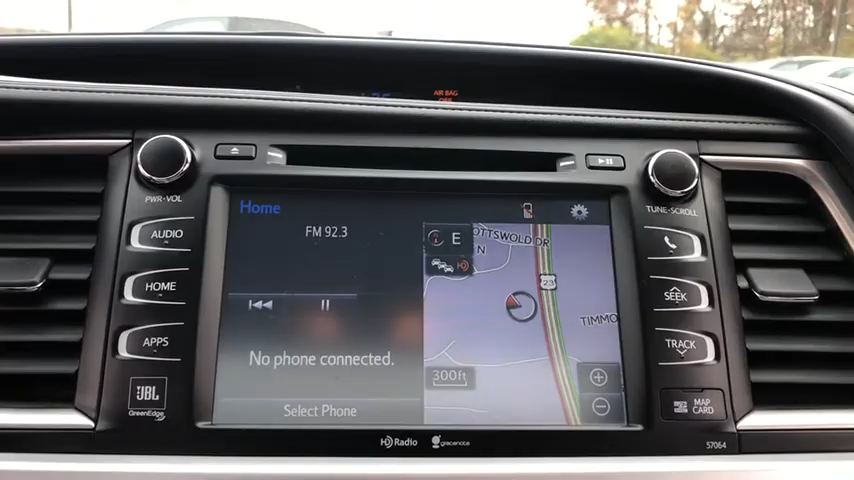 AIR BAG
OFF
PWR•VOL
TUNE•SCROLL
AUDIO
HOME
APPS
JBL
GreenEdge
Home
FM 92.3
No phone connected.
Select Phone
E
N
OTTSWOLD DR
23
TIMMO
300ft
SEEK
TRACK
MAP
CARD
HD Radio
gracenote
57064